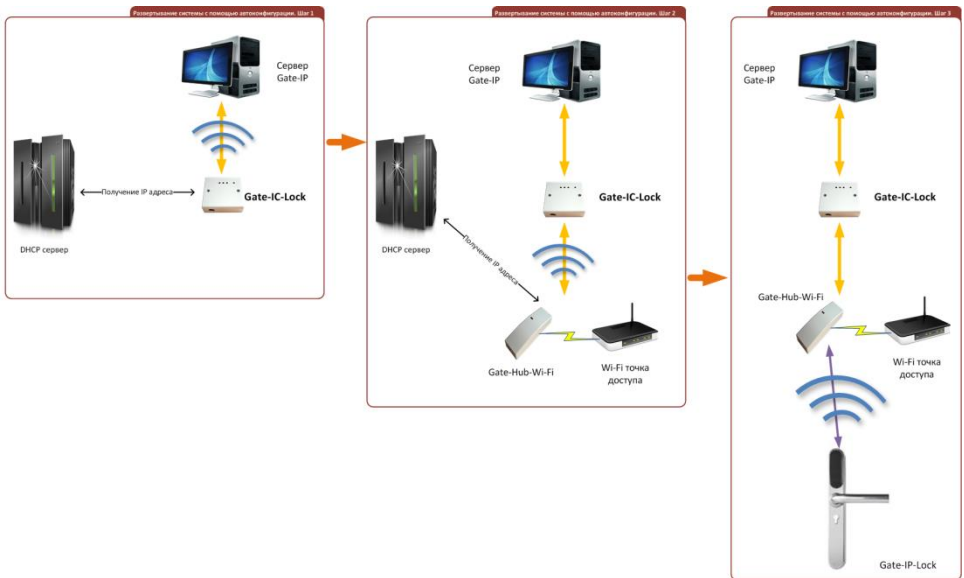 Развертывание системы с помощью автоконфигурации. Шаг 1
Сервер
Gate-IP
Получение IP адреса
Gate-IC-Lock
DHCP сервер
Развертывание системы с помощью автоконфигурации. Шаг 2
Сервер
Gate-IP
Gate-IC-Lock
DHCP сервер
Получение IP адреса
Gate-Hub-Wi-Fi
Wi-Fi точка
доступа
Развертывание системы с помощью автоконфигурации. Шаг 3
Сервер
Gate-IP
Gate-IC-Lock
Gate-Hub-Wi-Fi
Wi-Fi точка
доступа
Gate-IP-Lock